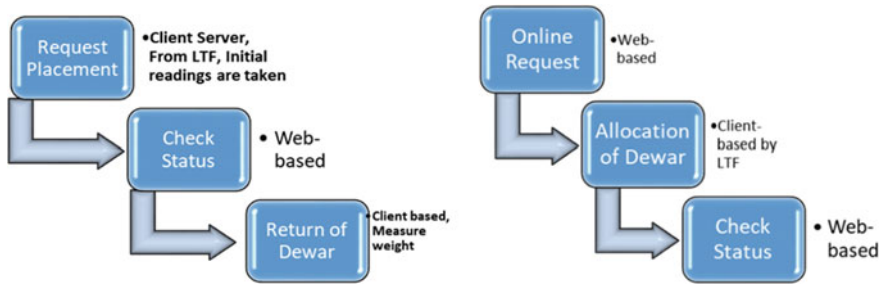 Request
Placement
•Client Server,
From LTF, Initial
readings are taken
Check
Status
• Web-
based
Return of
Dewar
•Client based,
Measure
weight
Online
Request
•Web-
based
Allocation
of Dewar
•Client-
based by
LTF
Check
Status
• Web-
based